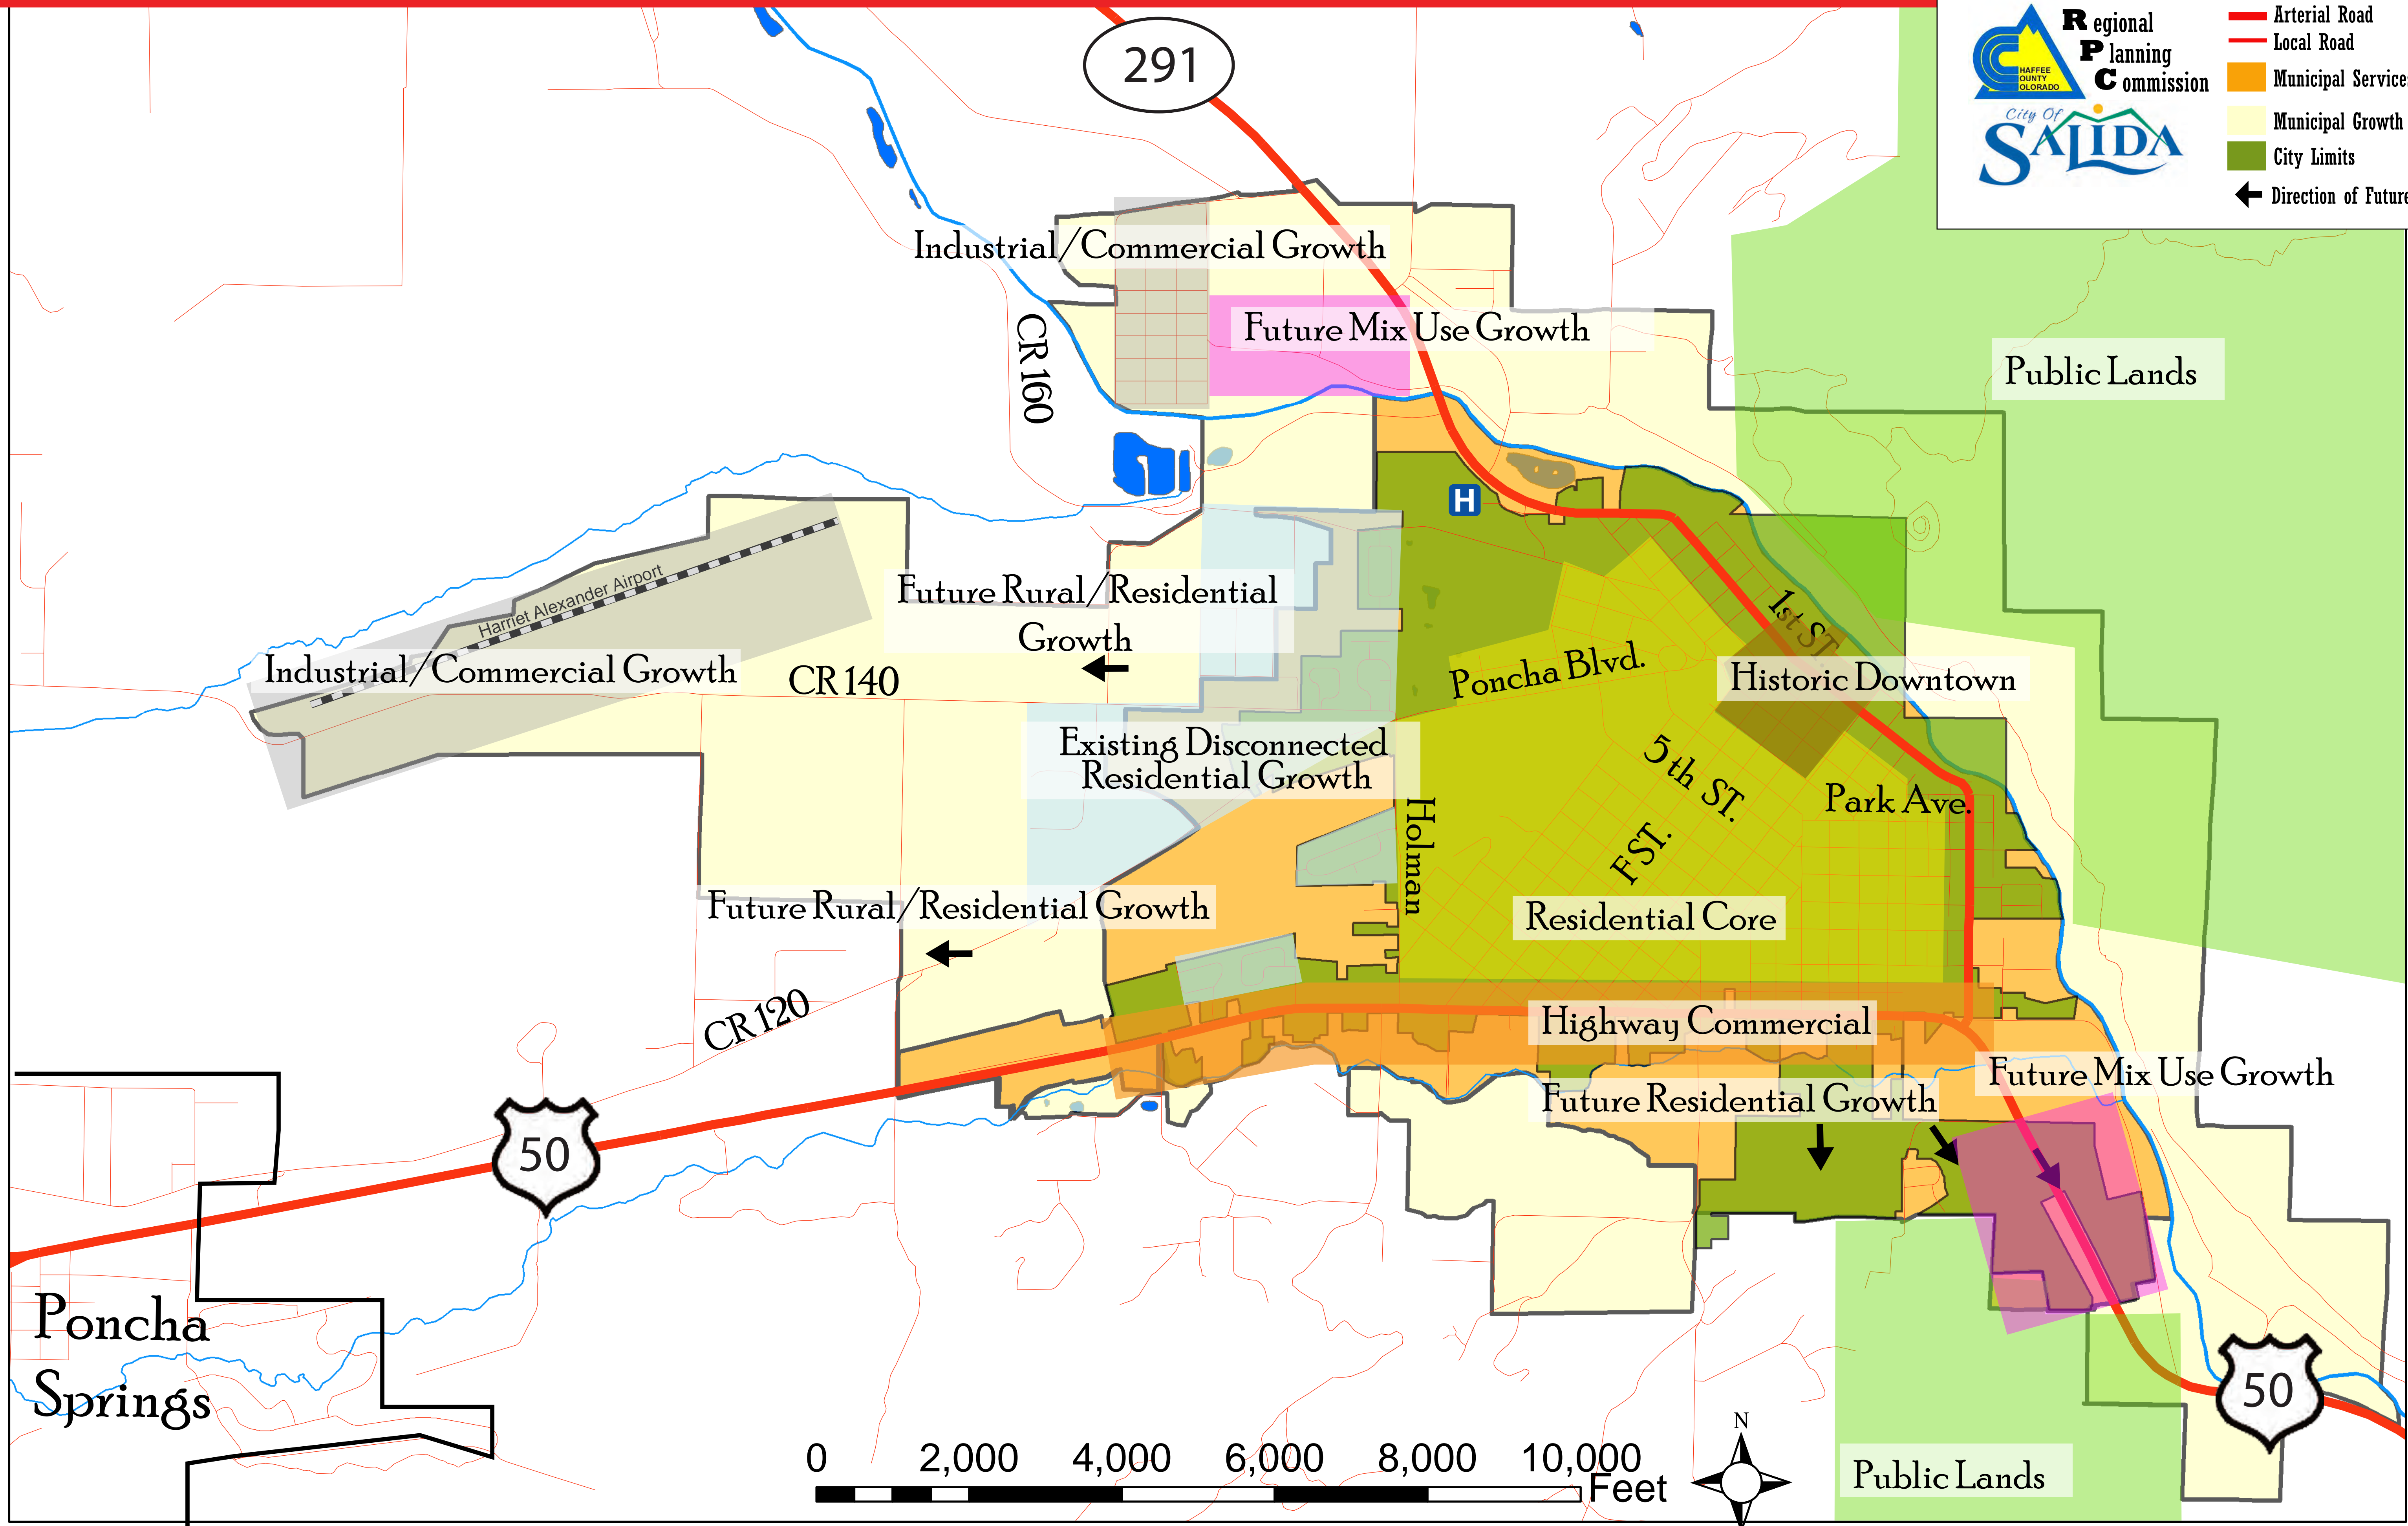 291
Regional
Planning
Commission
CHAFFEE
COUNTY
COLORADO
City Of
SALIDA
Arterial Road
Local Road
Municipal Services
Municipal Growth
City Limits
Direction of Future
Industrial/Commercial Growth
Future Mix Use Growth
CR 160
Public Lands
H
Harriet Alexander Airport
Industrial/Commercial Growth
CR 140
Future Rural/Residential
Growth
1st ST.
Poncha Blvd.
Historic Downtown
Existing Disconnected
Residential Growth
5th ST.
Park Ave.
Holman
F ST.
Future Rural/Residential Growth
Residential Core
CR 120
Highway Commercial
Future Mix Use Growth
Future Residential Growth
50
Poncha
Springs
50
N
0 2,000 4,000 6,000 8,000 10,000
Feet
Public Lands